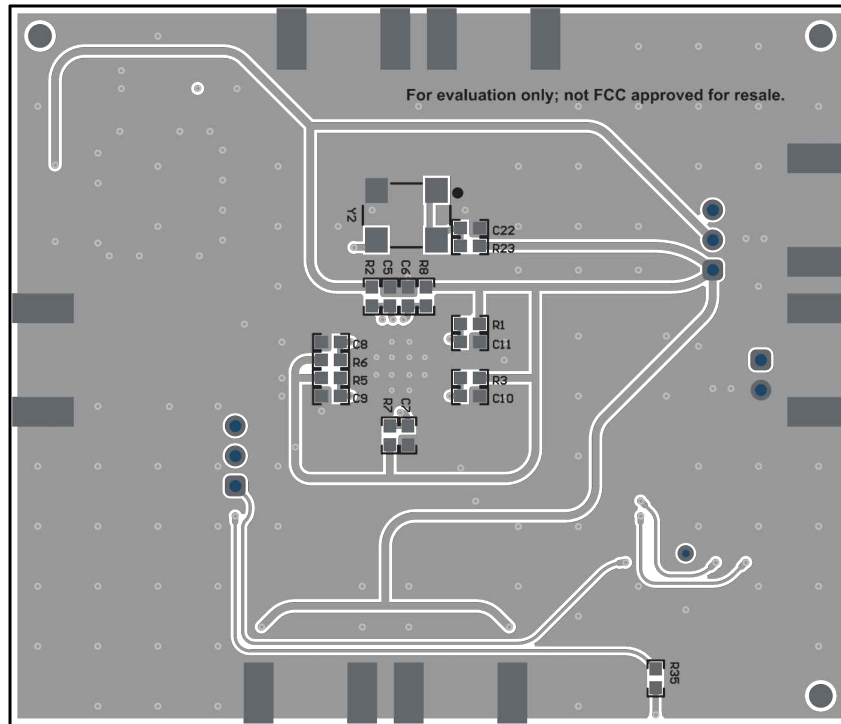 For evaluation only; not FCC approved for resale.
Y2
C22
R23
R2
C5
C6
R8
R1
C11
C8
R6
R5
C9
R3
C10
R7
C7
R35